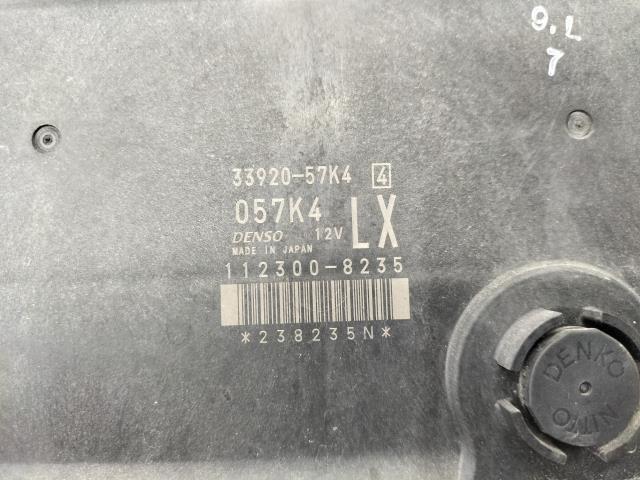 9.L
7
33920-57K4 4
057K4 LX
DENSO 12V
MADE IN JAPAN
112300-8235
*238235N*
DENKO
NITTO